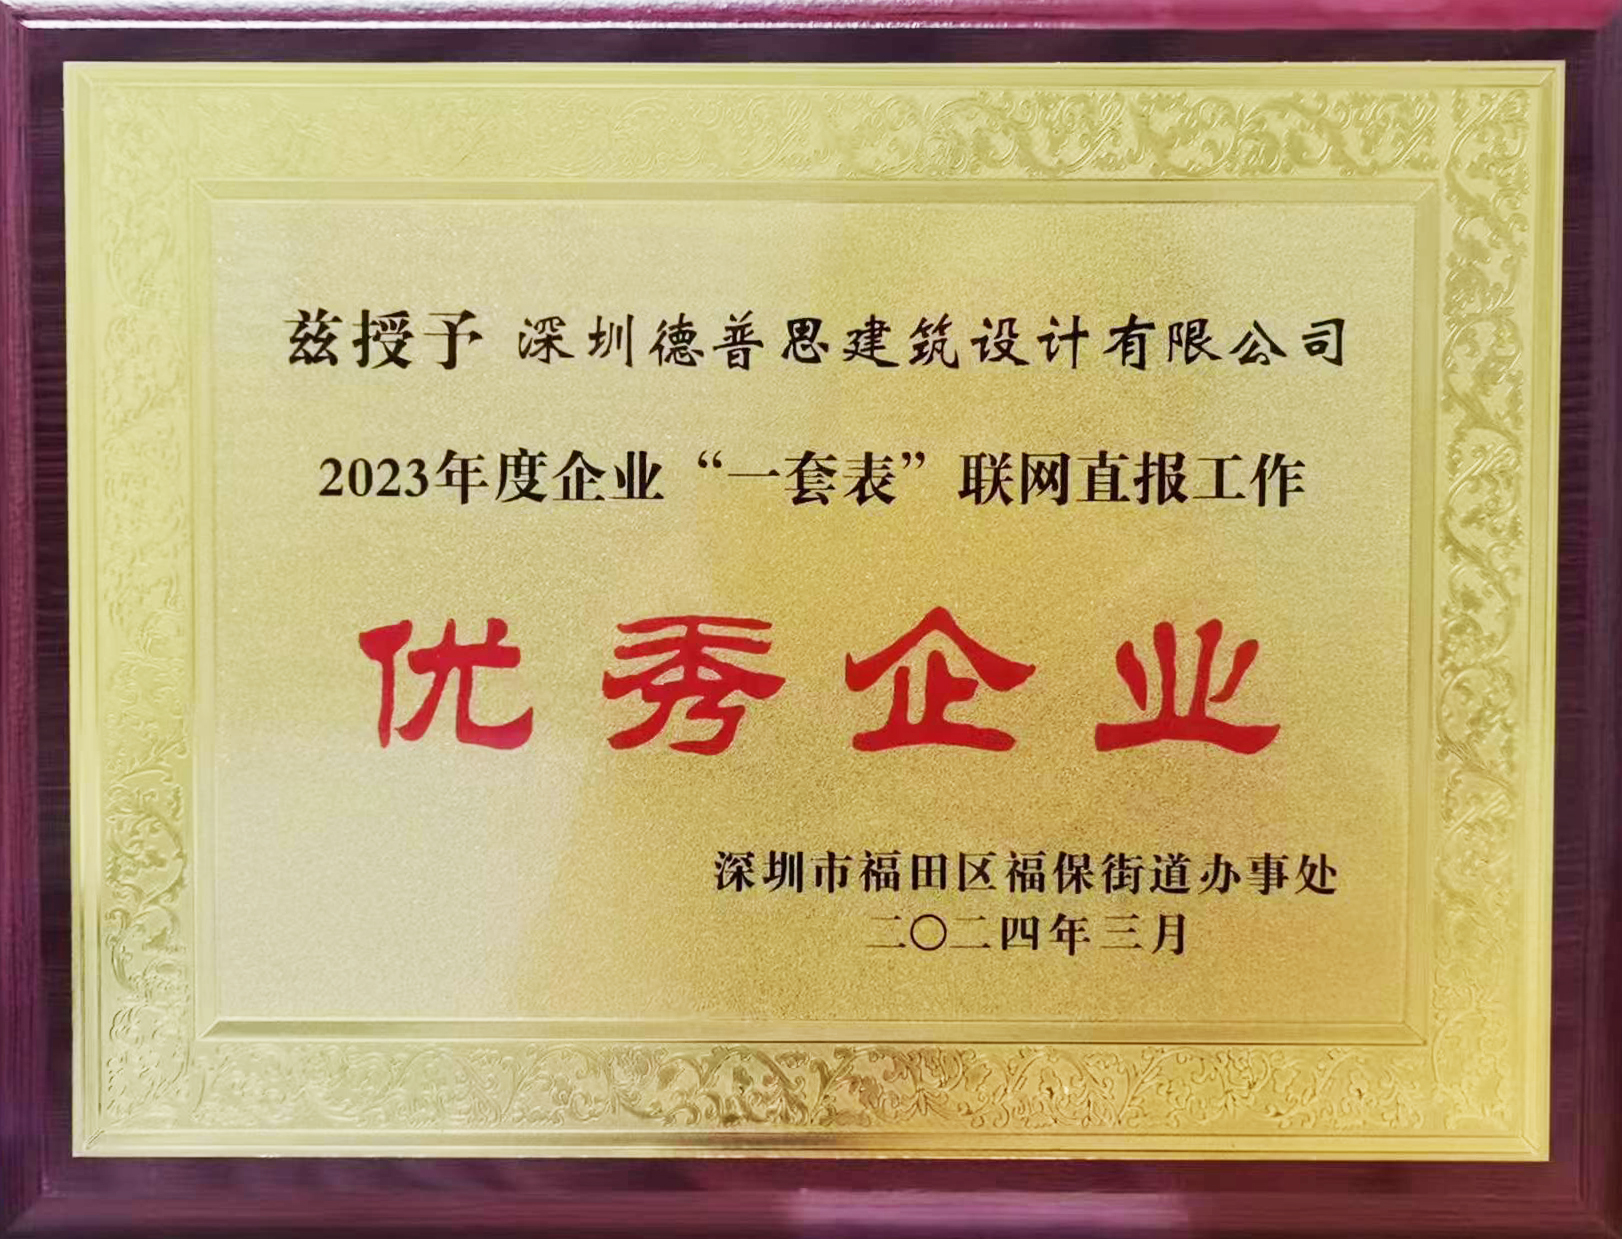 兹授予 深圳德普思建筑设计有限公司
2023年度企业“一套表”联网直报工作
优秀企业
深圳市福田区福保街道办事处
二〇二四年三月